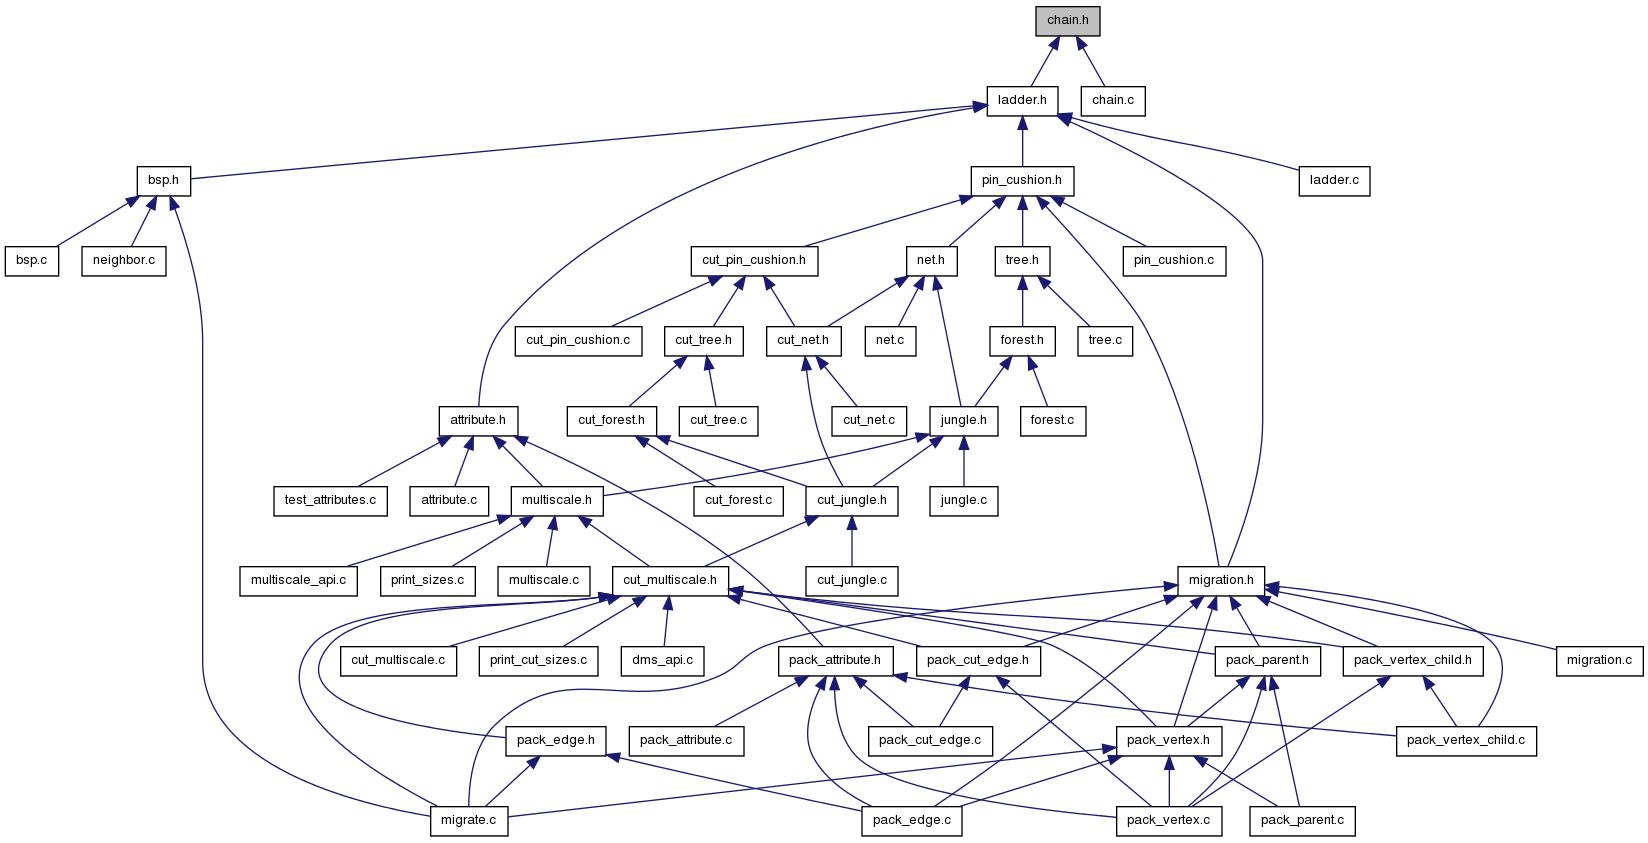 chain.h
ladder.h
chain.c
bsp.h
pin_cushion.h
ladder.c
bsp.c
neighbor.c
cut_pin_cushion.h
net.h
tree.h
pin_cushion.c
cut_pin_cushion.c
cut_tree.h
cut_net.h
net.c
forest.h
tree.c
attribute.h
cut_forest.h
cut_tree.c
cut_net.c
jungle.h
forest.c
test_attributes.c
attribute.c
multiscale.h
cut_forest.c
cut_jungle.h
jungle.c
multiscale_api.c
print_sizes.c
multiscale.c
cut_multiscale.h
cut_jungle.c
migration.h
cut_multiscale.c
print_cut_sizes.c
dms_api.c
pack_attribute.h
pack_cut_edge.h
pack_parent.h
pack_vertex_child.h
migration.c
pack_edge.h
pack_attribute.c
pack_cut_edge.c
pack_vertex.h
pack_vertex_child.c
migrate.c
pack_edge.c
pack_vertex.c
pack_parent.c